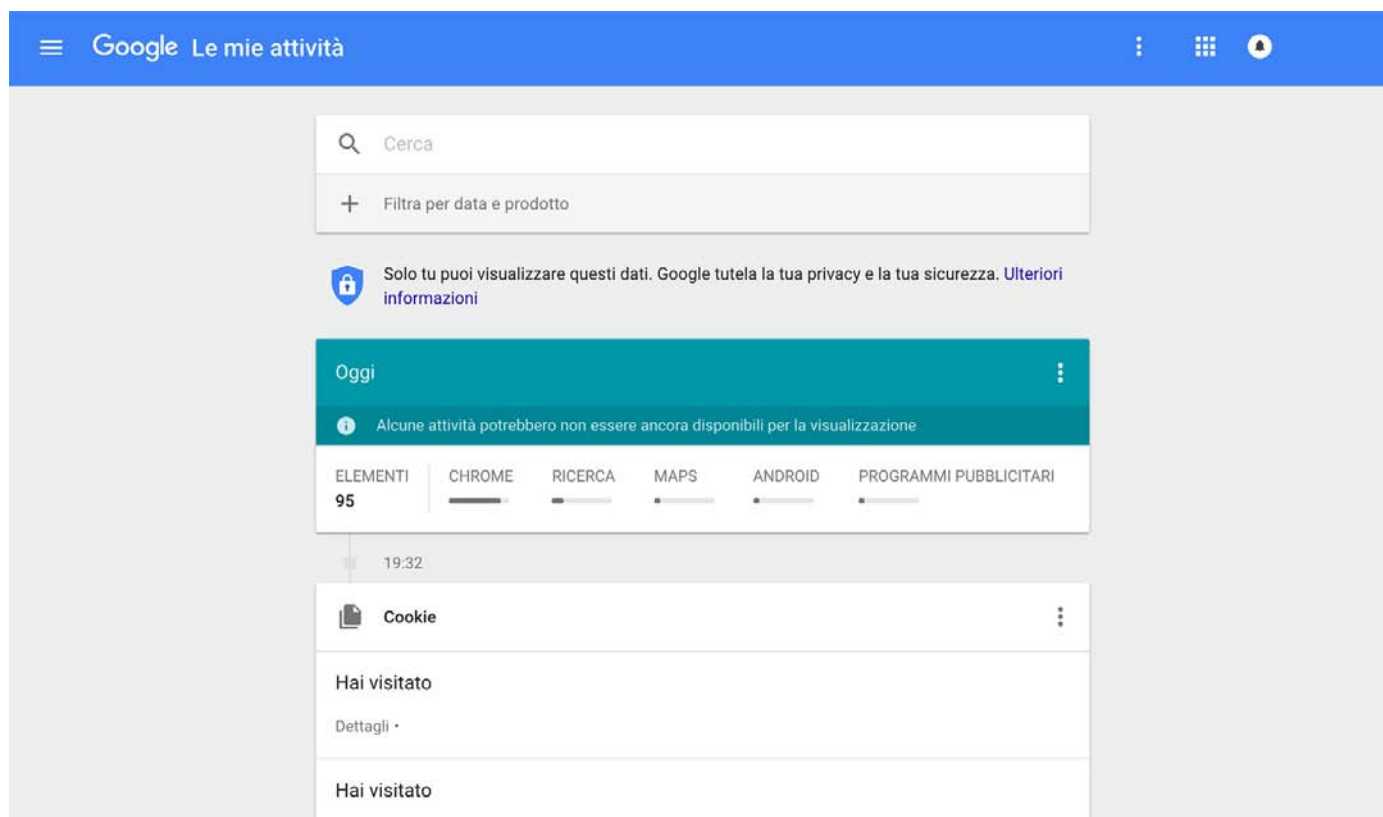 Google Le mie attività
Cerca
Filtra per data e prodotto
Solo tu puoi visualizzare questi dati. Google tutela la tua privacy e la tua sicurezza. Ulteriori
informazioni
Oggi
Alcune attività potrebbero non essere ancora disponibili per la visualizzazione
ELEMENTI CHROME RICERCA MAPS ANDROID PROGRAMMI PUBBLICITARI
95
19:32
Cookie
Hai visitato
Dettagli •
Hai visitato